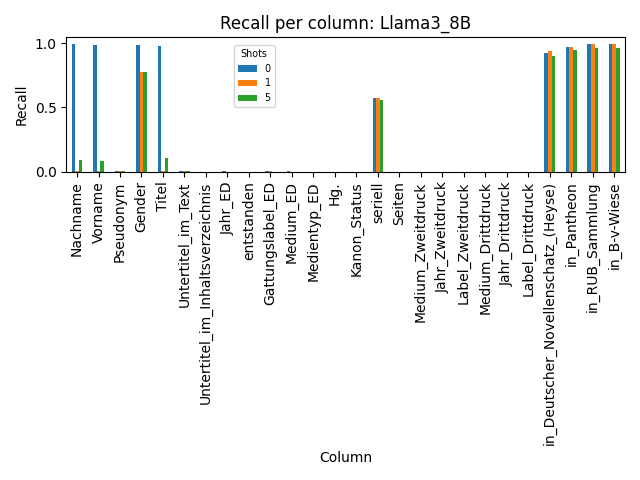 Recall per column: Llama3_8B
Recall
1.0
0.5
0.0
Shots
0
1
5
Nachname
Vorname
Pseudonym
Gender
Titel
Untertitel_im_Text
Untertitel_im_Inhaltsverzeichnis
Jahr_ED
entstanden
Gattungslabel_ED
Medium_ED
Medientyp_ED
Hg.
Kanon_Status
seriell
Seiten
Medium_Zweitdruck
Jahr_Zweitdruck
Label_Zweitdruck
Medium_Drittdruck
Jahr_Drittdruck
Label_Drittdruck
in_Deutscher_Novellenschatz_(Heyse)
in_Pantheon
in_RUB_Sammlung
in_B-v-Wiese
Column